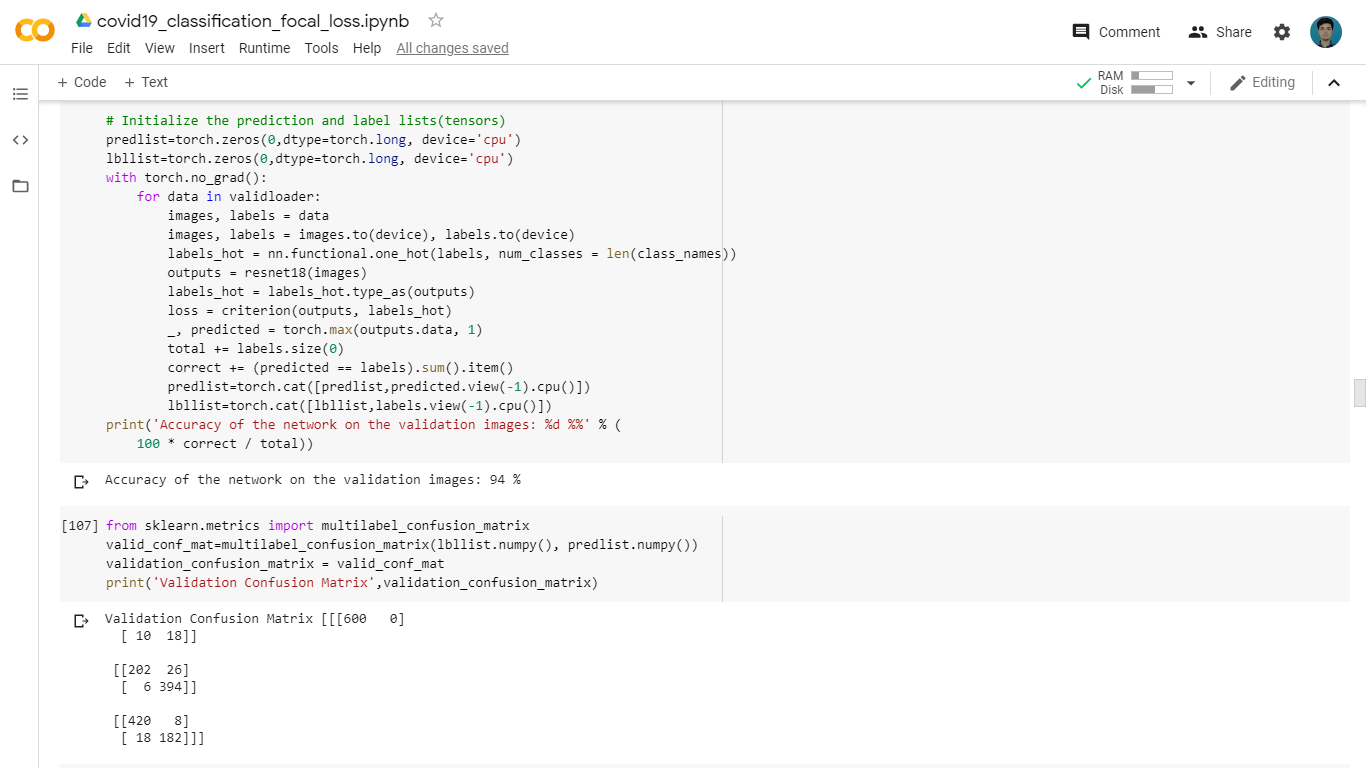 covid19_classification_focal_loss.ipynb
File Edit View Insert Runtime Tools Help All changes saved
Comment Share
+ Code + Text
RAM
Disk
Editing
# Initialize the prediction and label lists(tensors)
predlist=torch.zeros(0,dtype=torch.long, device='cpu')
lbllist=torch.zeros(0,dtype=torch.long, device='cpu')
with torch.no_grad():
    for data in validloader:
        images, labels = data
        images, labels = images.to(device), labels.to(device)
        labels_hot = nn.functional.one_hot(labels, num_classes = len(class_names))
        outputs = resnet18(images)
        labels_hot = labels_hot.type_as(outputs)
        loss = criterion(outputs, labels_hot)
        _, predicted = torch.max(outputs.data, 1)
        total += labels.size(0)
        correct += (predicted == labels).sum().item()
        predlist=torch.cat([predlist,predicted.view(-1).cpu()])
        lbllist=torch.cat([lbllist,labels.view(-1).cpu()])
print('Accuracy of the network on the validation images: %d %%' % (
    100 * correct / total))
Accuracy of the network on the validation images: 94 %
[107] from sklearn.metrics import multilabel_confusion_matrix
valid_conf_mat=multilabel_confusion_matrix(lbllist.numpy(), predlist.numpy())
validation_confusion_matrix = valid_conf_mat
print('Validation Confusion Matrix',validation_confusion_matrix)
Validation Confusion Matrix [[[600   0]
  [ 10  18]]
 [[202  26]
  [  6 394]]
 [[420   8]
  [ 18 182]]]